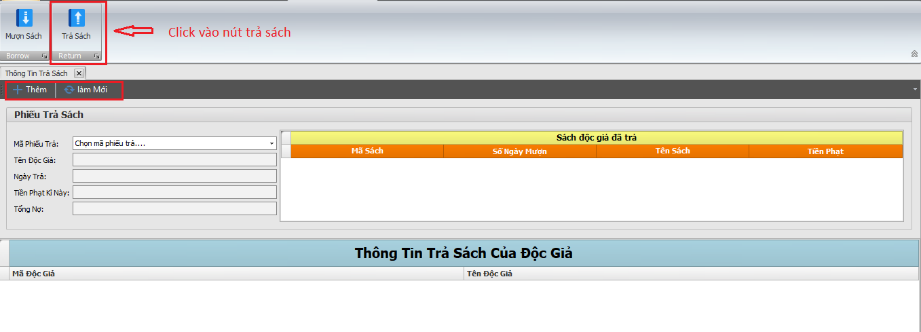 Mượn Sách
Trả Sách
Click vào nút trả sách
Borrow
Return
Thông Tin Trả Sách
Thêm
làm Mới
Phiếu Trả Sách
Mã Phiếu Trả:
Chọn mã phiếu trả....
Tên Độc Giả:
Ngày Trả:
Tiền Phạt Kì Này:
Tổng Nợ:
Sách độc giả đã trả
Mã Sách
Số Ngày Mượn
Tên Sách
Tiền Phạt
Thông Tin Trả Sách Của Độc Giả
Mã Độc Giả
Tên Độc Giả